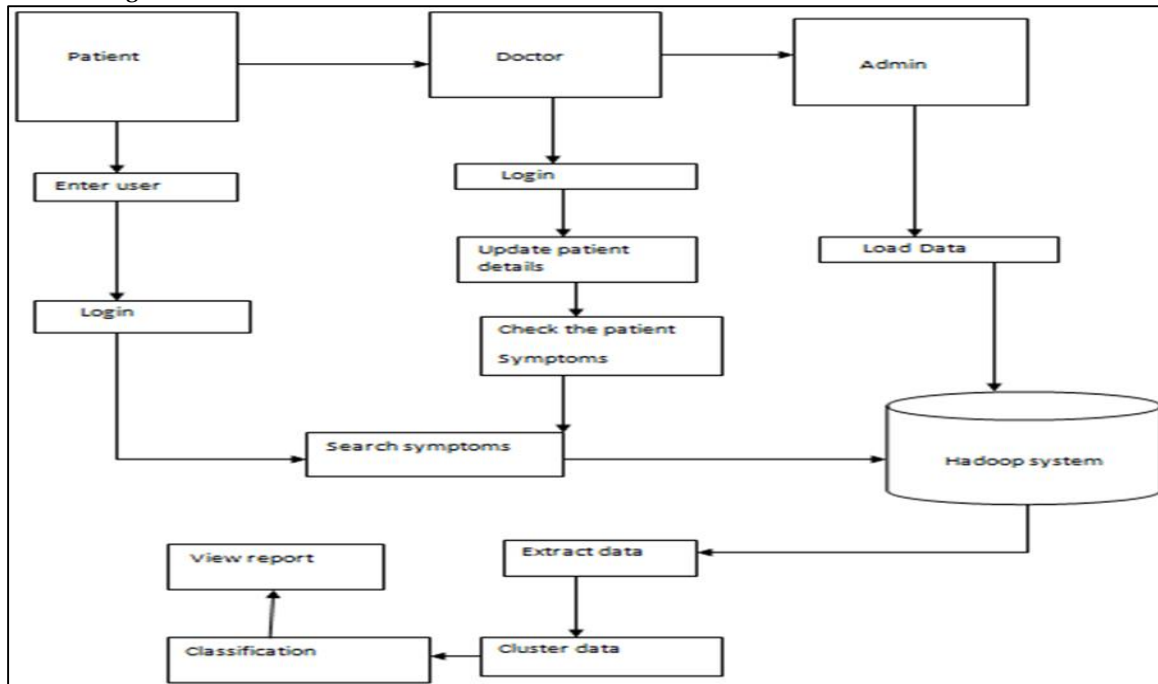 Patient
Doctor
Admin
Enter user
Login
Login
Update patient
details
Check the patient
Symptoms
Load Data
Search symptoms
Hadoop system
Extract data
View report
Cluster data
Classification